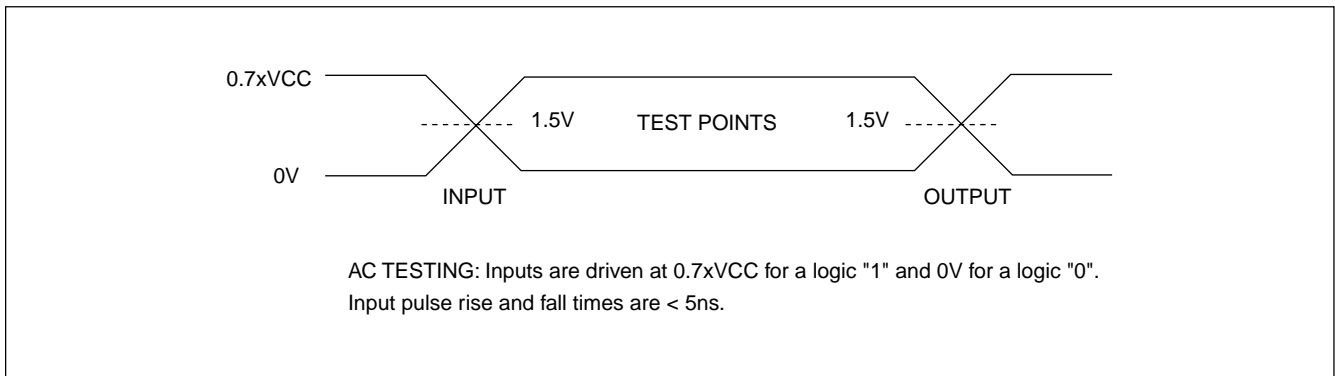 0.7xVCC
1.5V TEST POINTS 1.5V
0V
INPUT OUTPUT
AC TESTING: Inputs are driven at 0.7xVCC for a logic "1" and 0V for a logic "0".
Input pulse rise and fall times are < 5ns.